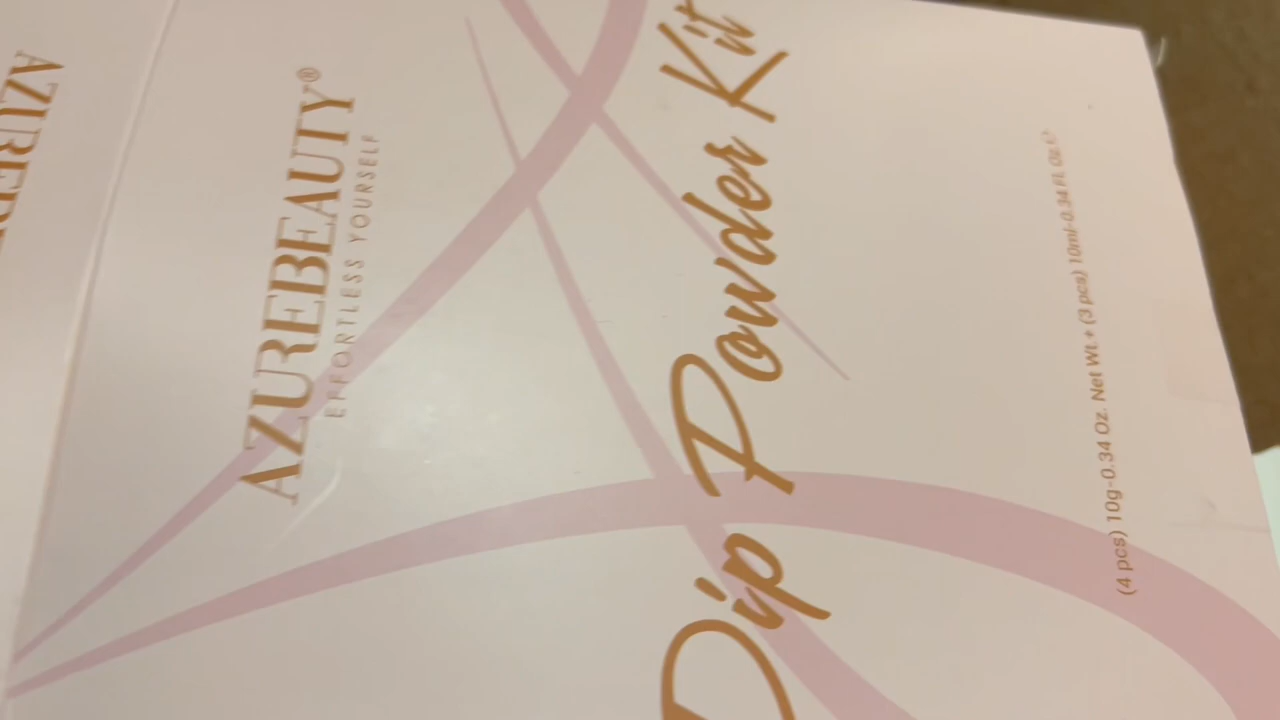 AZUREBEAUTY®
EFFORTLESS YOURSELF
Dip Powder Kit
(4 pcs) 10g-0.34 Oz. Net Wt.+ (3 pcs) 10ml-0.34 Fl. Oz.℮
AZUREB